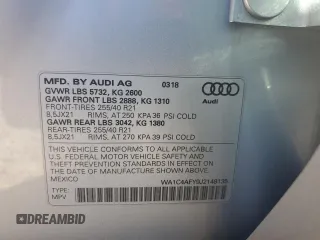 MFD. BY AUDI AG 0318
GVWR LBS 5732, KG 2600
GAWR FRONT LBS 2888, KG 1310
FRONT-TIRES 255/40 R21
8,5JX21 RIMS, AT 250 KPA 36 PSI COLD
GAWR REAR LBS 3042, KG 1380
REAR-TIRES 255/40 R21
8,5JX21 RIMS, AT 270 KPA 39 PSI COLD
Audi
THIS VEHICLE CONFORMS TO ALL APPLICABLE
U.S. FEDERAL MOTOR VEHICLE SAFETY, BUMPER,
AND THEFT PREVENTION STANDARDS IN EFFECT
ON THE DATE OF MANUFACTURE SHOWN ABOVE.
MEXICO
TYPE:
MPV
DREAMBID